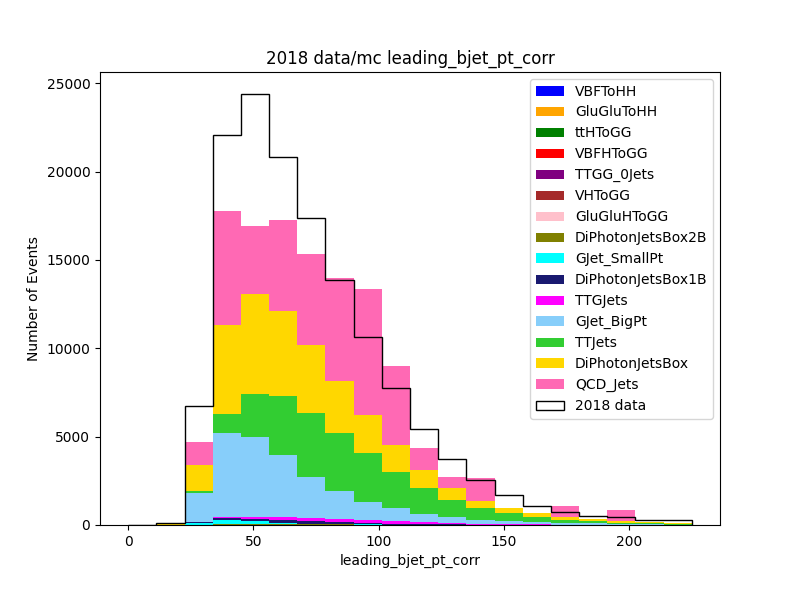 2018 data/mc leading_bjet_pt_corr
25000
20000
15000
10000
5000
0
Number of Events
0
50
100
150
200
leading_bjet_pt_corr
VBFToHH
GluGluToHH
ttHToGG
VBFHToGG
TTGG_0Jets
VHToGG
GluGluHToGG
DiPhotonJetsBox2B
GJet_SmallPt
DiPhotonJetsBox1B
TTGJets
GJet_BigPt
TTJets
DiPhotonJetsBox
QCD_Jets
2018 data